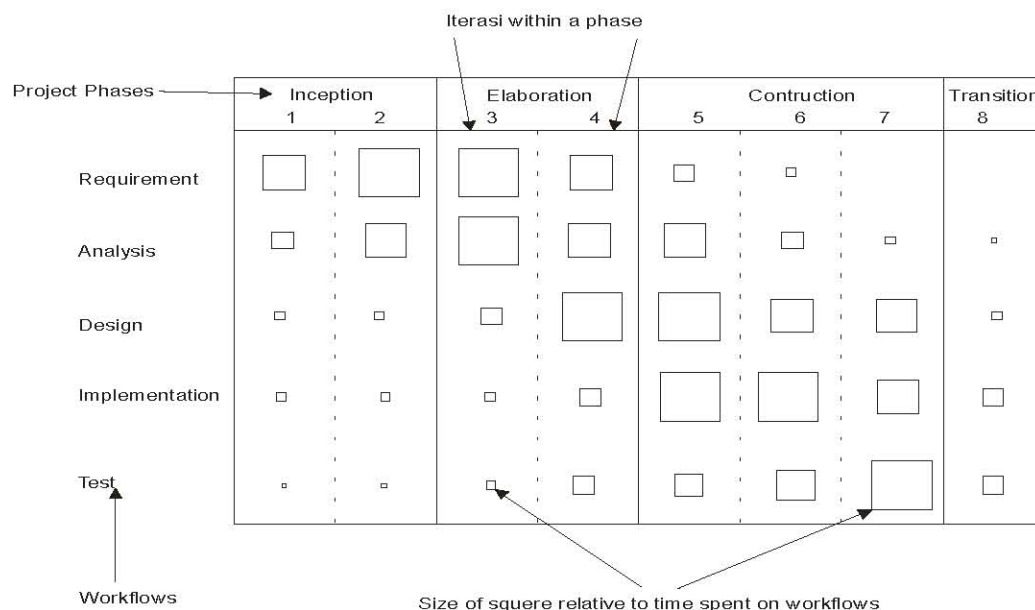 Iterasi within a phase
Project Phases
Inception Elaboration Contruction Transition
1 2 3 4 5 6 7 8
Requirement
Analysis
Design
Implementation
Test
Workflows
Size of squere relative to time spent on workflows